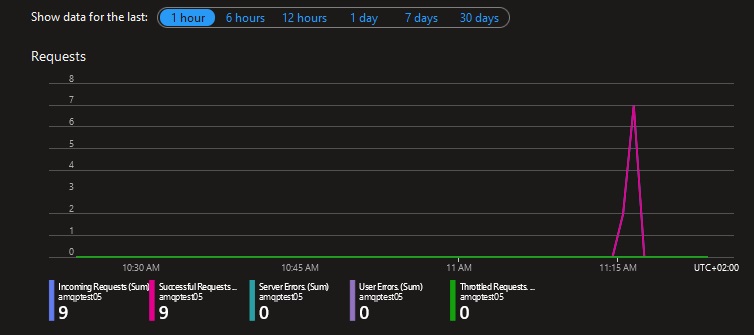 Show data for the last: 1 hour 6 hours 12 hours 1 day 7 days 30 days
Requests
8
7
6
5
4
3
2
1
0
10:30 AM 10:45 AM 11 AM 11:15 AM UTC+02:00
Incoming Requests (Sum) Successful Requests ... Server Errors. (Sum) User Errors. (Sum) Throttled Requests. ...
amqptest05 amqptest05 amqptest05 amqptest05 amqptest05
9 9 0 0 0